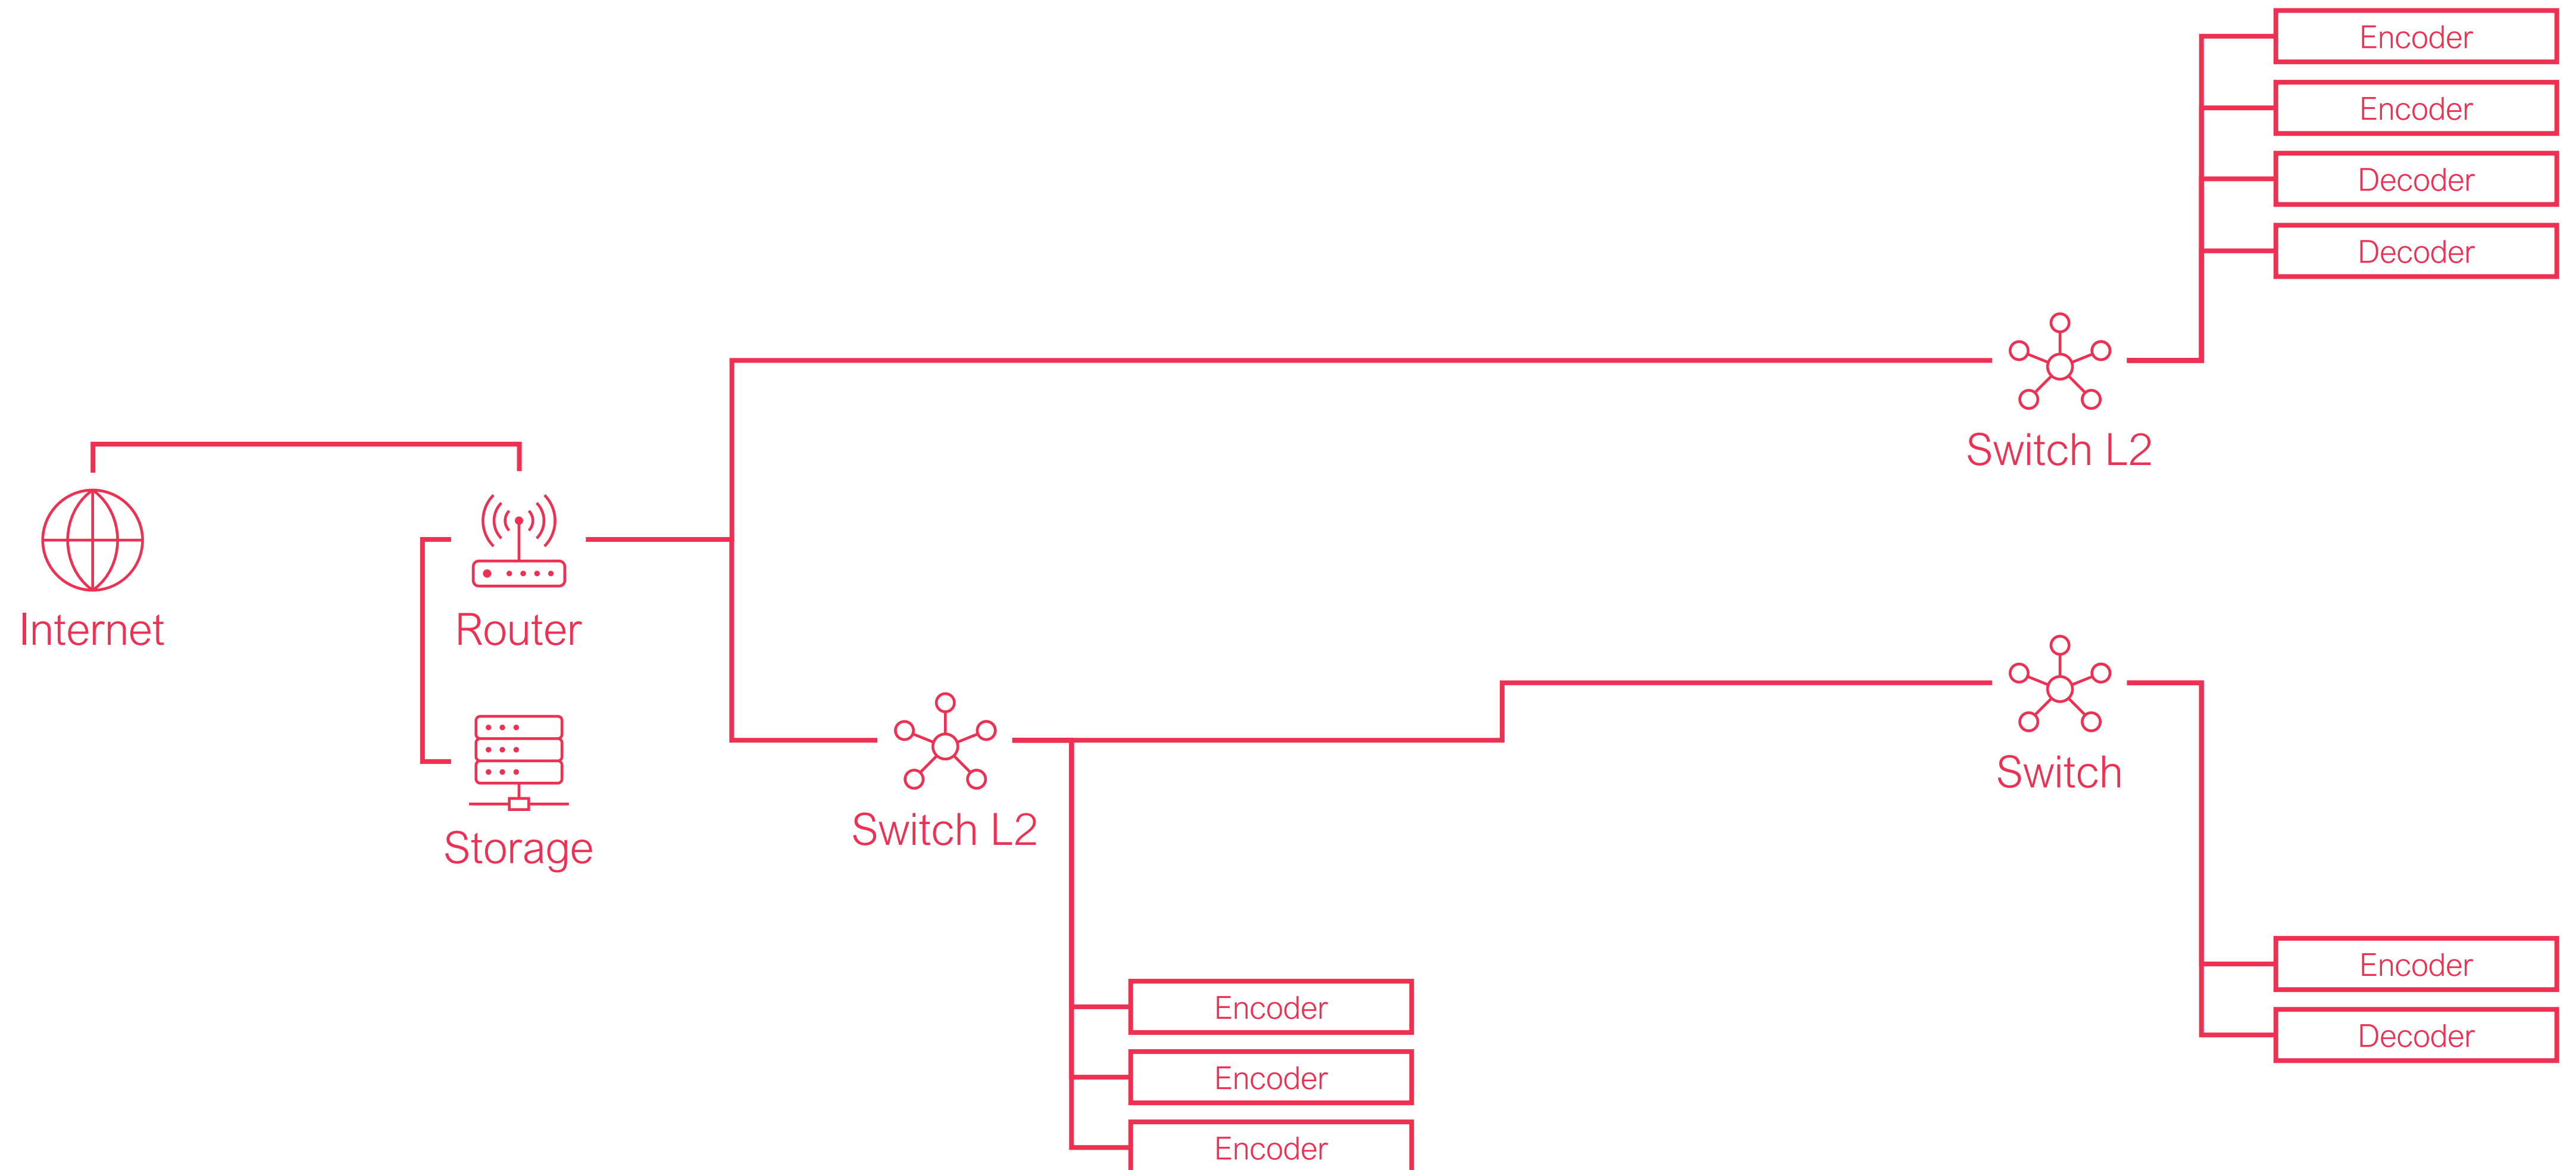 Encoder
Encoder
Decoder
Decoder
Switch L2
Internet
Router
Switch
Switch L2
Storage
Encoder
Decoder
Encoder
Encoder
Encoder